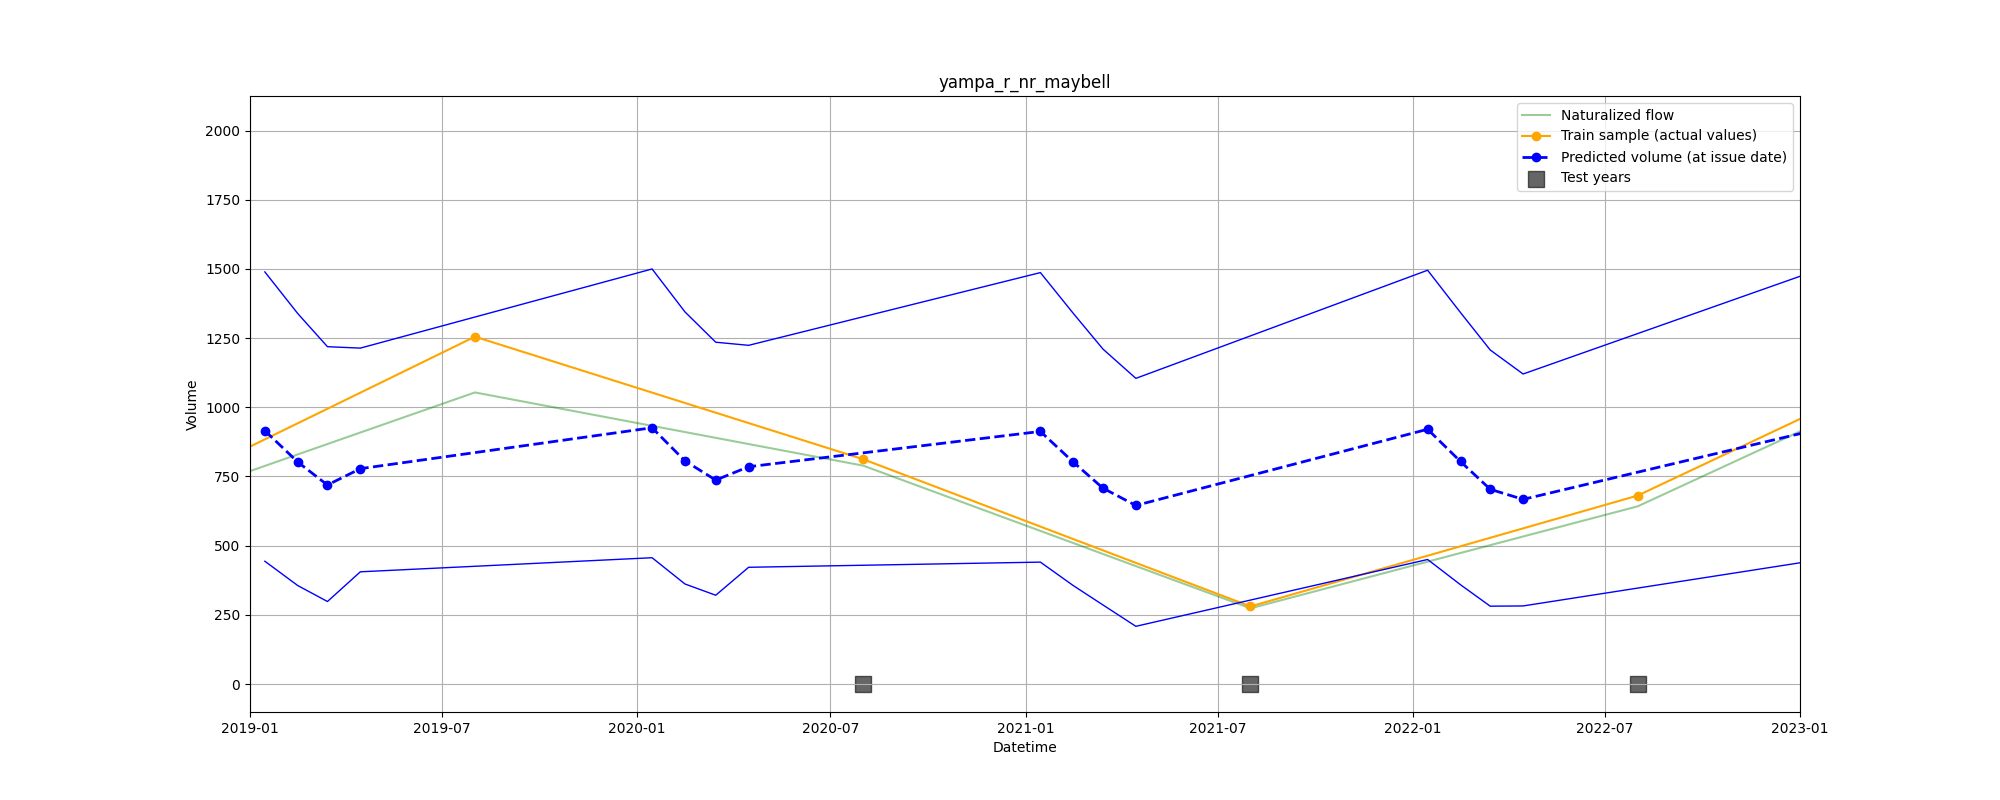 yampa_r_nr_maybell
Naturalized flow
Train sample (actual values)
Predicted volume (at issue date)
Test years
2000
1750
1500
1250
1000
750
500
250
0
Volume
2019-01
2019-07
2020-01
2020-07
2021-01
2021-07
2022-01
2022-07
2023-01
Datetime